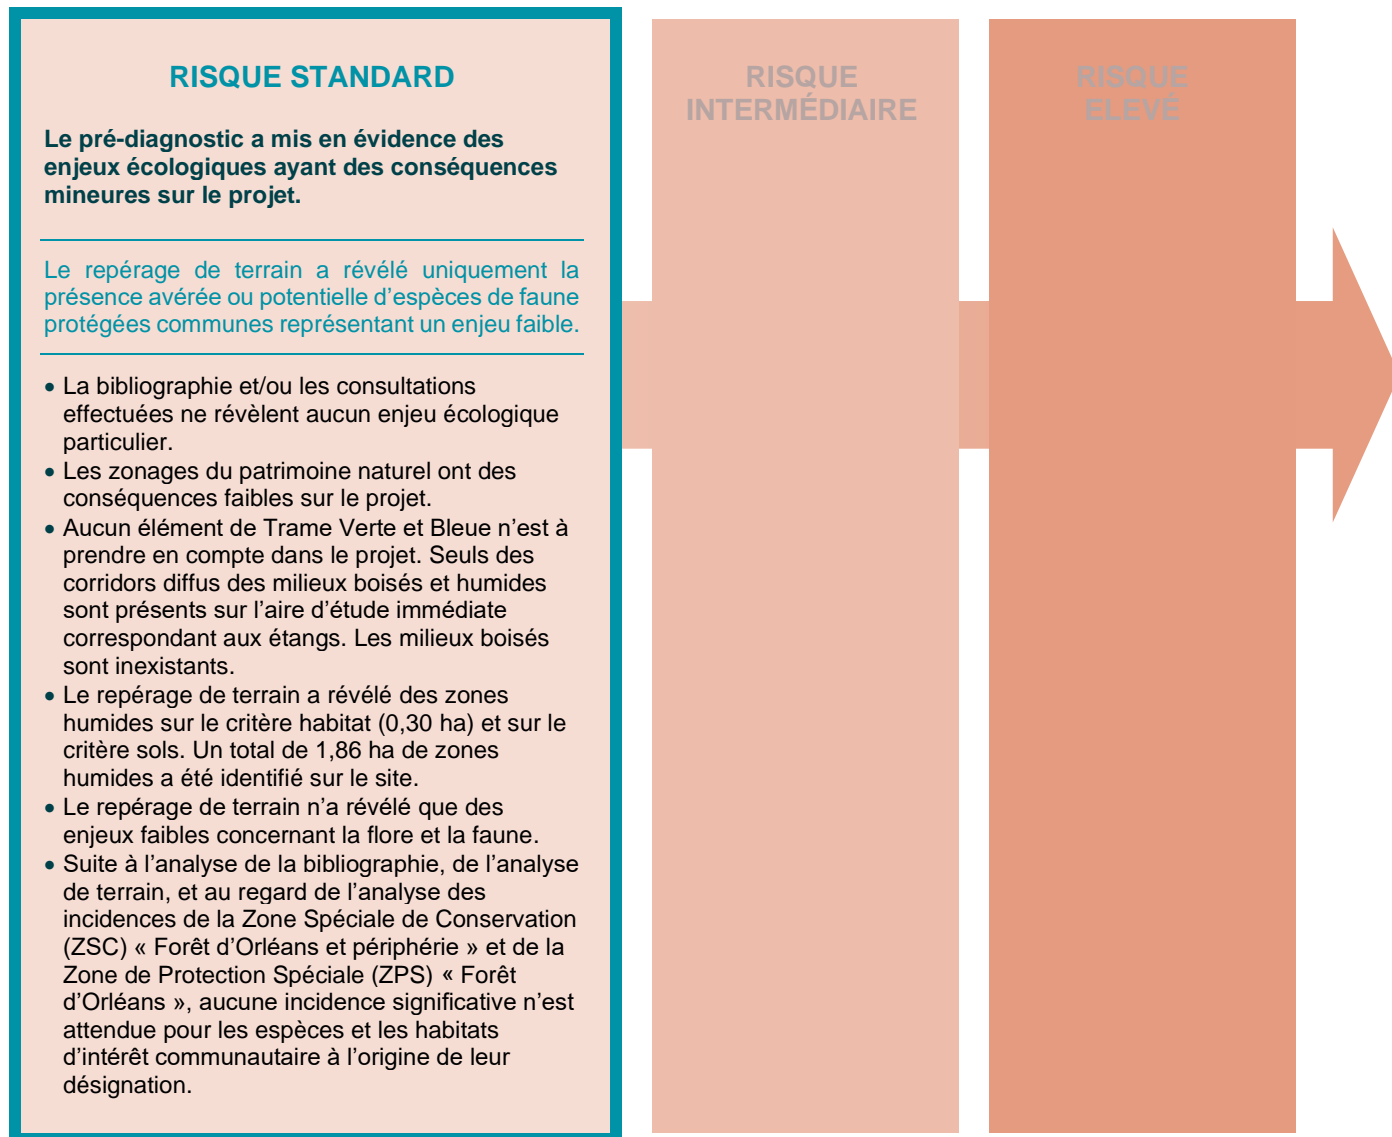 RISQUE STANDARD
Le pré-diagnostic a mis en évidence des
enjeux écologiques ayant des conséquences
mineures sur le projet.
Le repérage de terrain a révélé uniquement la
présence avérée ou potentielle d’espèces de faune
protégées communes représentant un enjeu faible.
• La bibliographie et/ou les consultations
effectuées ne révèlent aucun enjeu écologique
particulier.
• Les zonages du patrimoine naturel ont des
conséquences faibles sur le projet.
• Aucun élément de Trame Verte et Bleue n’est à
prendre en compte dans le projet. Seuls des
corridors diffus des milieux boisés et humides
sont présents sur l’aire d’étude immédiate
correspondant aux étangs. Les milieux boisés
sont inexistants.
• Le repérage de terrain a révélé des zones
humides sur le critère habitat (0,30 ha) et sur le
critère sols. Un total de 1,86 ha de zones
humides a été identifié sur le site.
• Le repérage de terrain n’a révélé que des
enjeux faibles concernant la flore et la faune.
• Suite à l’analyse de la bibliographie, de l’analyse
de terrain, et au regard de l’analyse des
incidences de la Zone Spéciale de Conservation
(ZSC) « Forêt d’Orléans et périphérie » et de la
Zone de Protection Spéciale (ZPS) « Forêt
d’Orléans », aucune incidence significative n’est
attendue pour les espèces et les habitats
d’intérêt communautaire à l’origine de leur
désignation.
RISQUE
INTERMÉDIAIRE
RISQUE
ELEVÉ